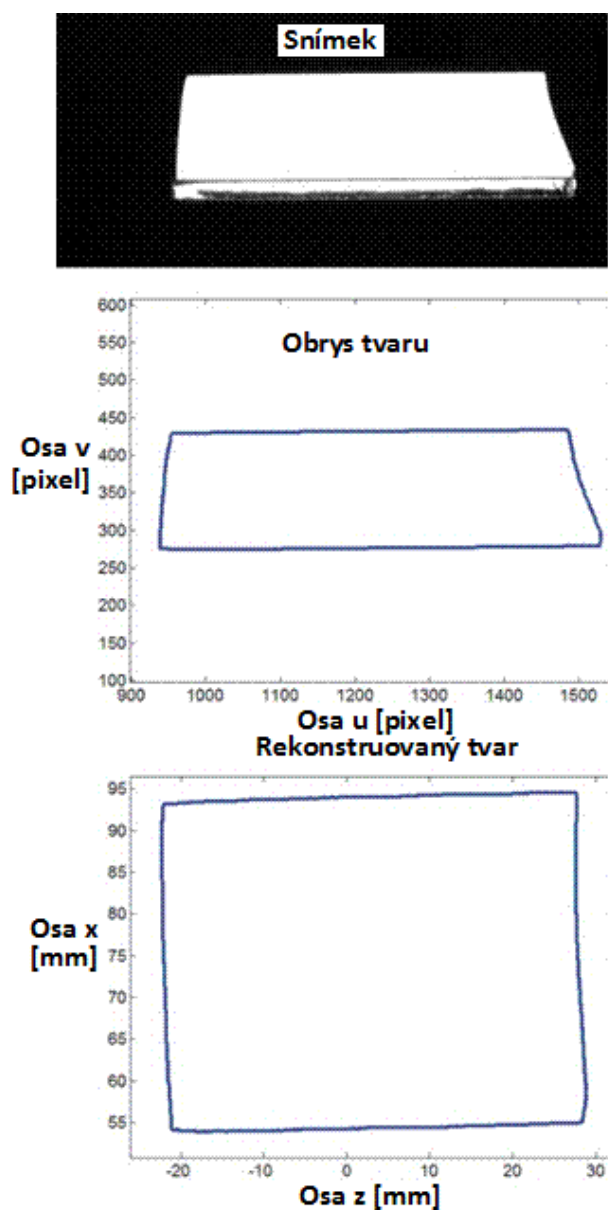 Snímek
600
550
Obrys tvaru
500
450
Osa v
[pixel]
400
350
300
250
200
150
100
900 1000 1100 1200 1300 1400 1500
Osa u [pixel]
Rekonstruovaný tvar
95
90
85
80
Osa x
[mm]
75
70
65
60
55
-20 -10 0 10 20 30
Osa z [mm]